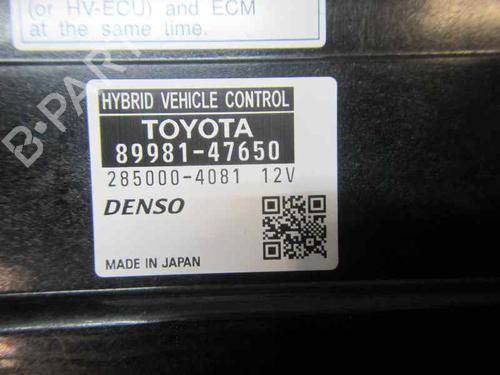 (or HV-ECU) and ECM
at the same time.
HYBRID VEHICLE CONTROL
TOYOTA
89981-47650
285000-4081 12V
DENSO
MADE IN JAPAN
B-PARTS